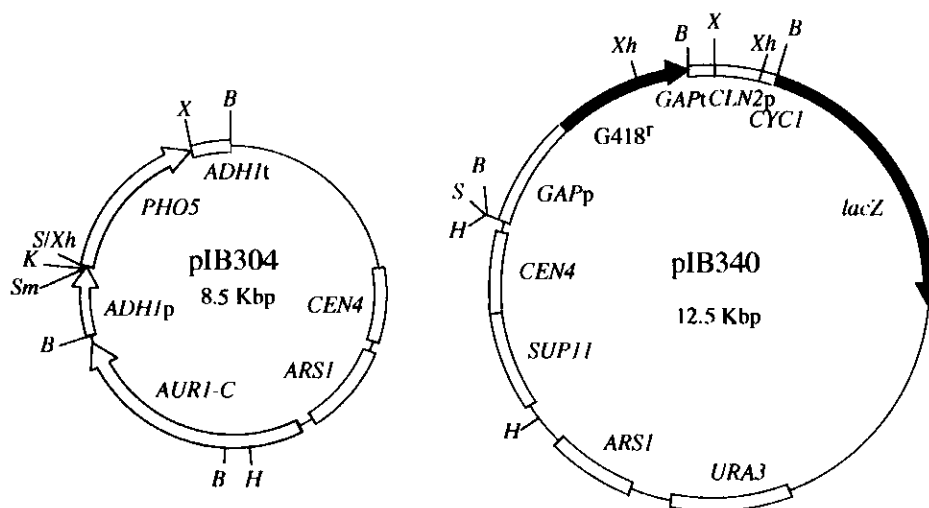 X
B
ADH1t
PHO5
S/Xh
K
Sm
pIB304
8.5 Kbp
ADH1p
CEN4
B
ARS1
AUR1-C
B
H
Xh
B
X
Xh
B
GAPtCLN2p
CYC1
G418r
B
S
H
GAPp
lacZ
CEN4
pIB340
12.5 Kbp
SUP11
H
ARS1
URA3